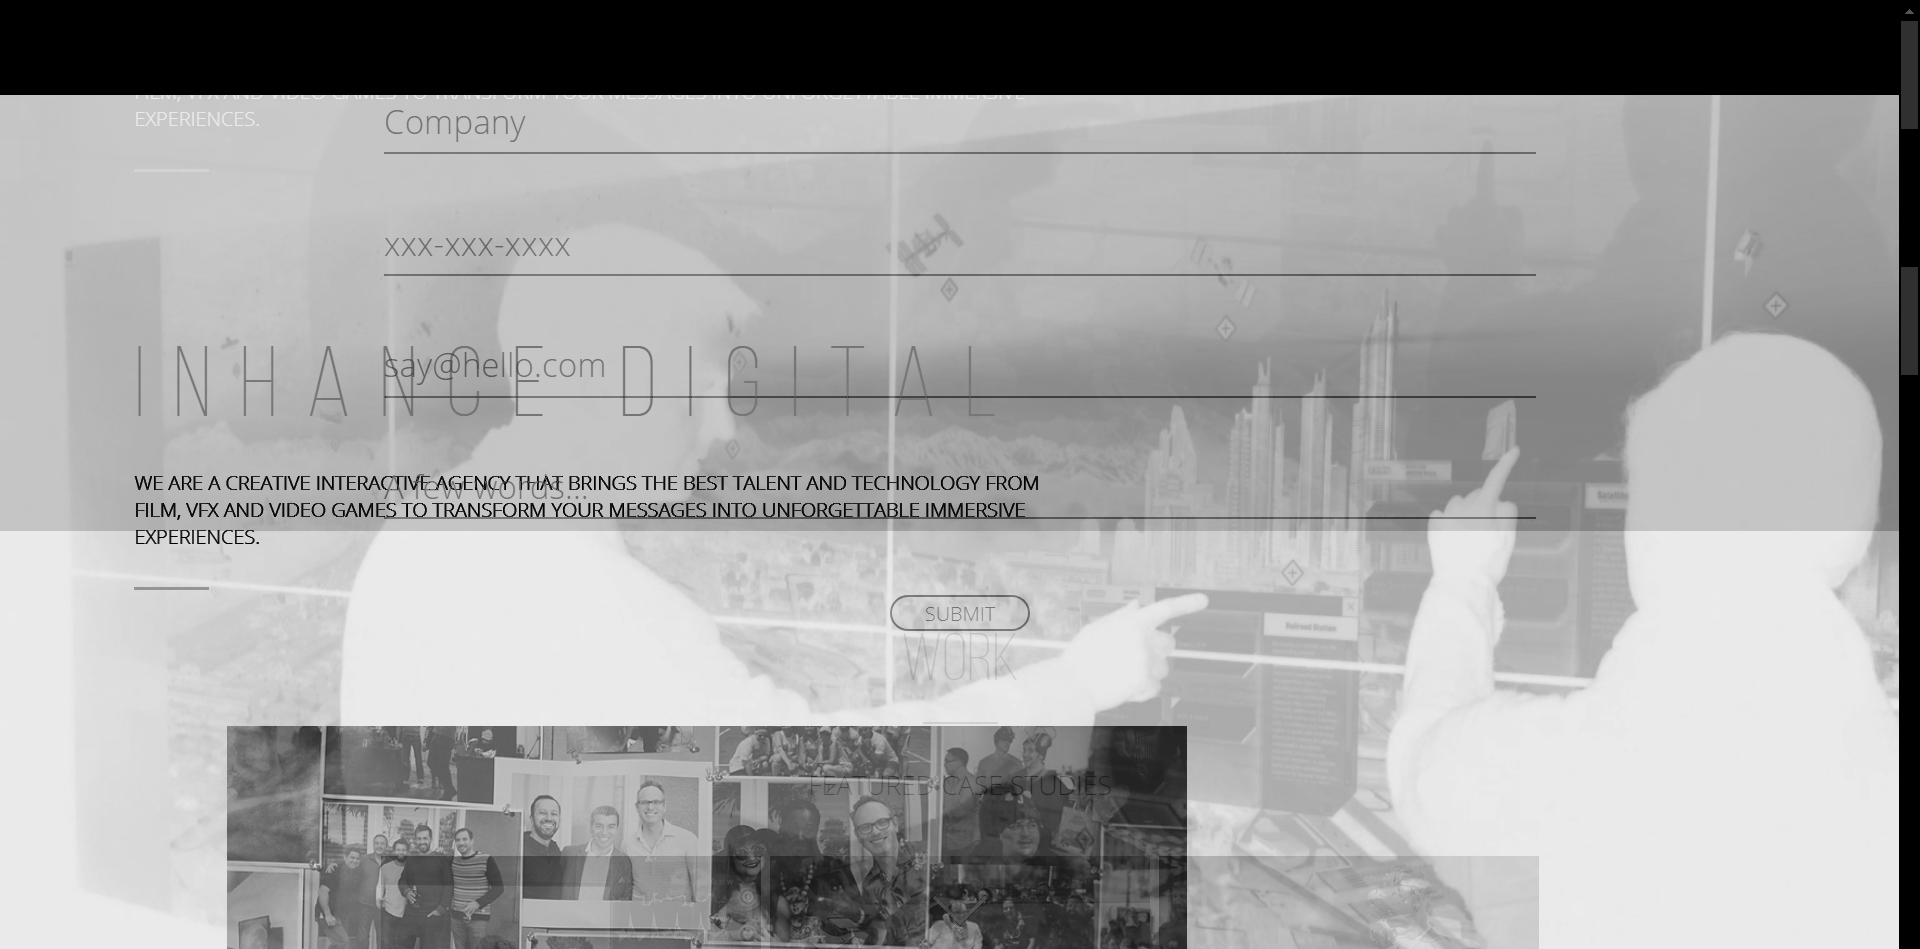 FILM, VFX AND VIDEO GAMES TO TRANSFORM YOUR MESSAGES INTO UNFORGETTABLE IMMERSIVE
EXPERIENCES.
Company
xxx-xxx-xxxx
INHANCE DIGITAL
say@hello.com
WE ARE A CREATIVE INTERACTIVE AGENCY THAT BRINGS THE BEST TALENT AND TECHNOLOGY FROM
A few words...
FILM, VFX AND VIDEO GAMES TO TRANSFORM YOUR MESSAGES INTO UNFORGETTABLE IMMERSIVE
EXPERIENCES.
SUBMIT
Railroad Station
WORK
FEATURED CASE STUDIES